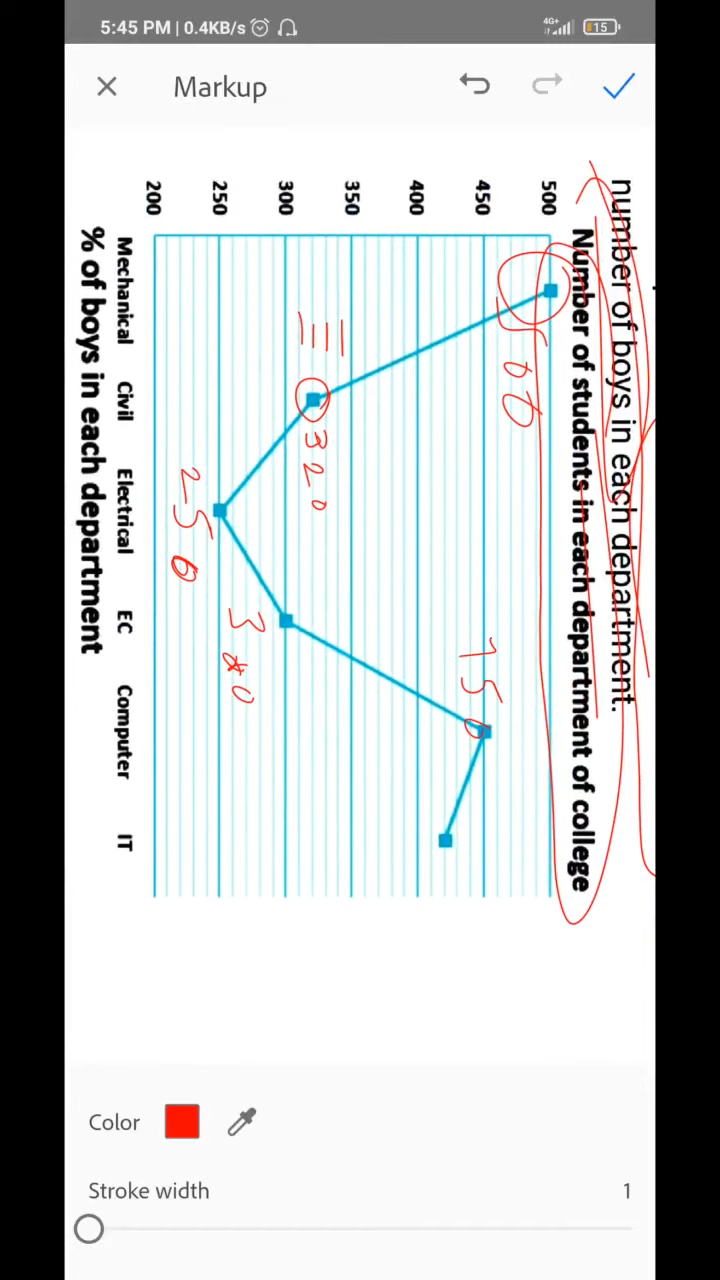 5:45 PM | 0.4KB/s
4G+
15
Markup
number of boys in each department.
Number of students in each department of college
500
450
400
350
300
250
200
500
320
250
Mechanical
Civil
Electrical
EC
Computer
IT
% of boys in each department
Color
Stroke width
1